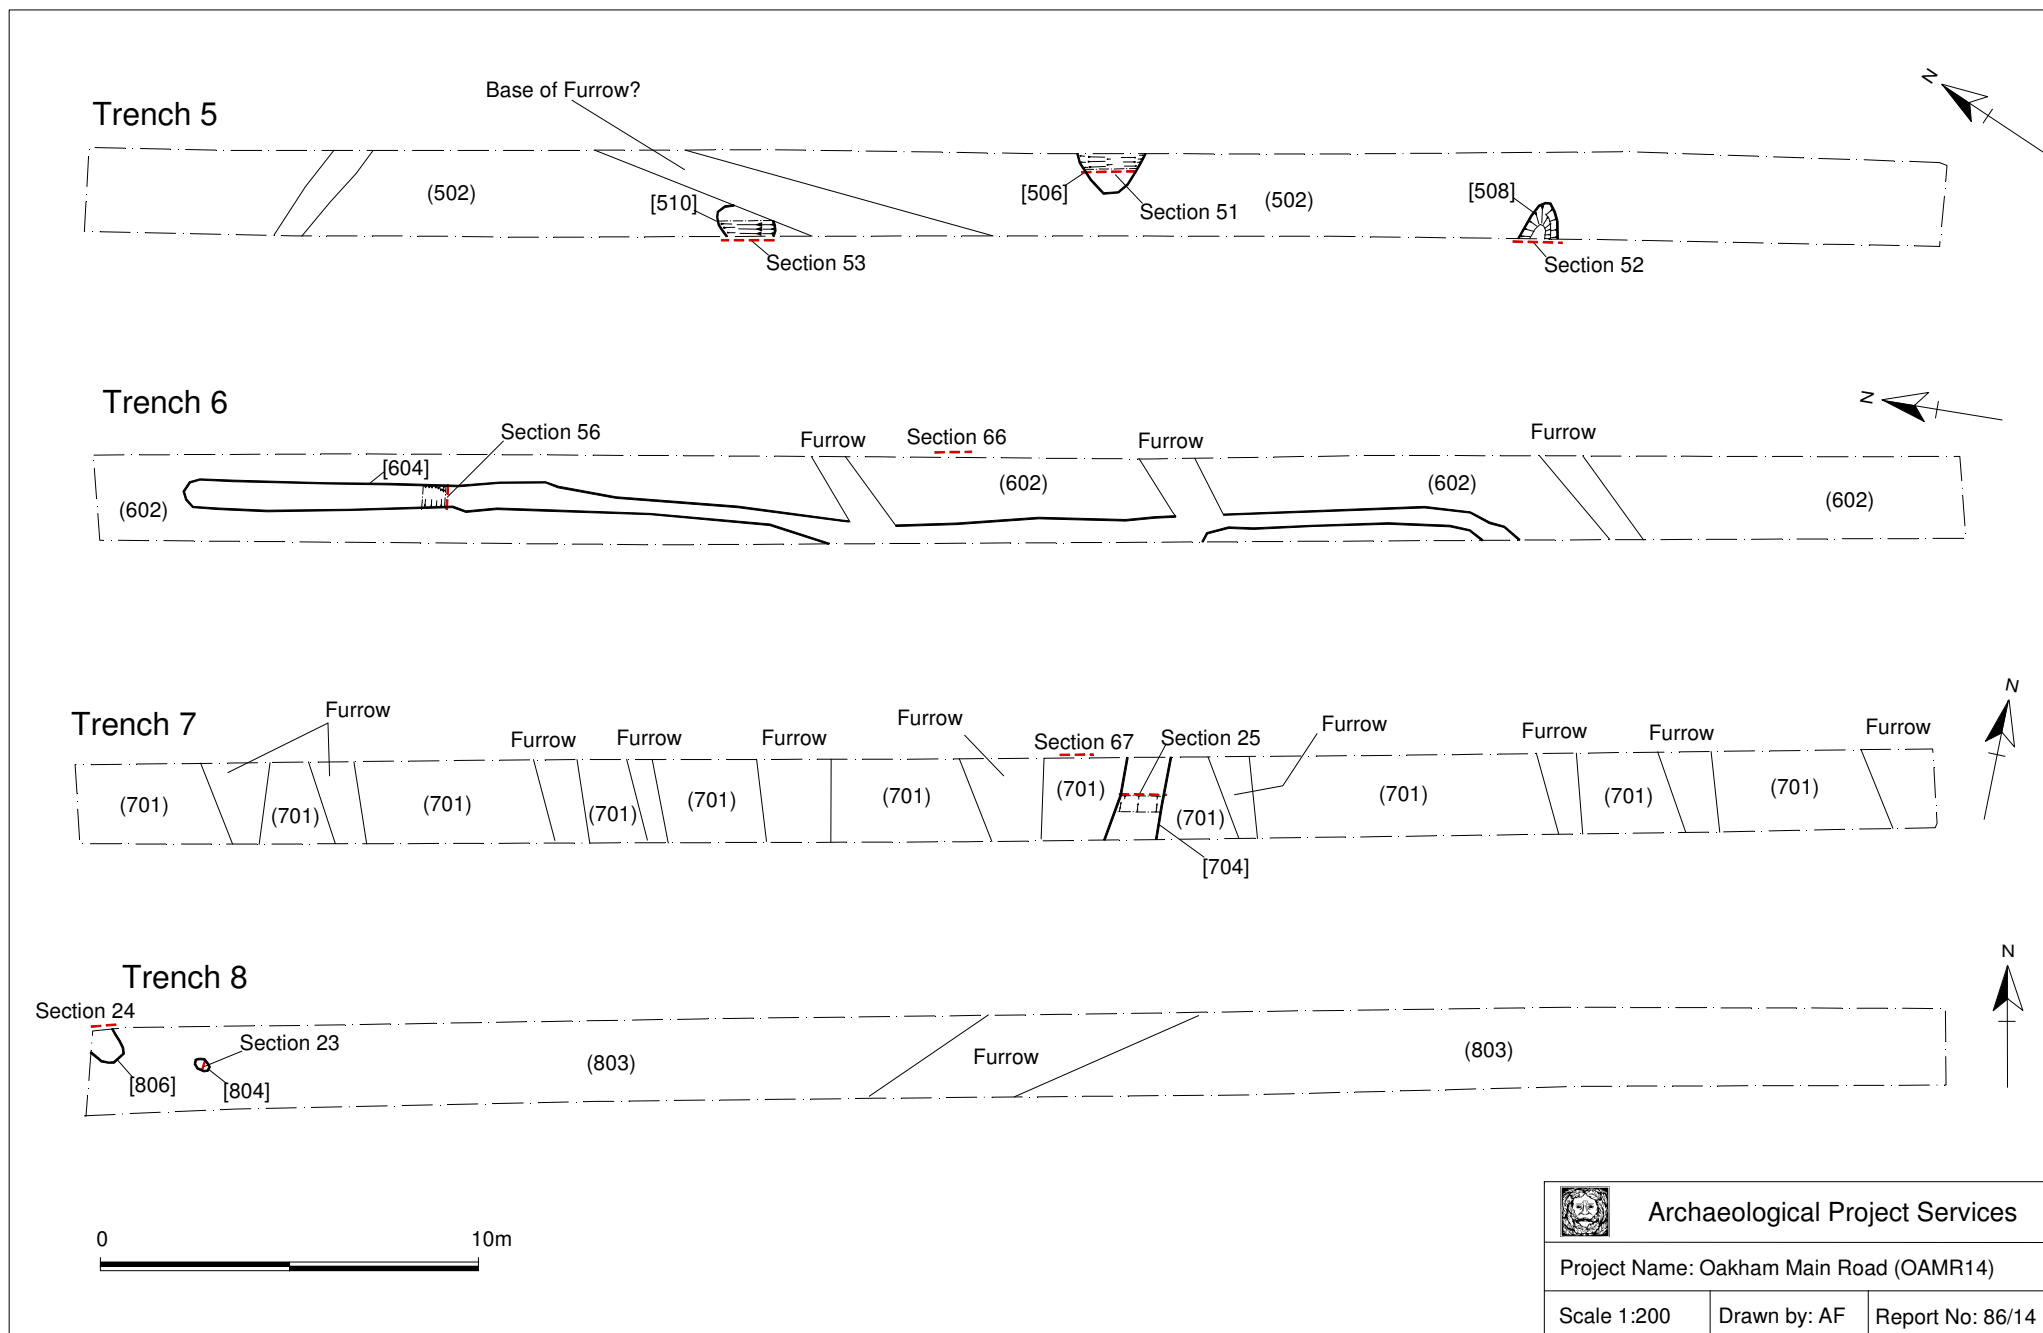 Base of Furrow?
Trench 5
N
(502)
[510]
[506]
Section 51
(502)
[508]
Section 53
Section 52
Trench 6
N
Section 56
Furrow
Section 66
Furrow
Furrow
[604]
(602)
(602)
(602)
(602)
Trench 7
N
Furrow
Furrow
Furrow
Furrow
Furrow
Section 67
Section 25
Furrow
Furrow
Furrow
Furrow
(701)
(701)
(701)
(701)
(701)
(701)
(701)
(701)
(701)
(701)
(701)
[704]
Trench 8
N
Section 24
Section 23
[806]
[804]
(803)
Furrow
(803)
0 10m
Archaeological Project Services
Project Name: Oakham Main Road (OAMR14)
Scale 1:200
Drawn by: AF
Report No: 86/14